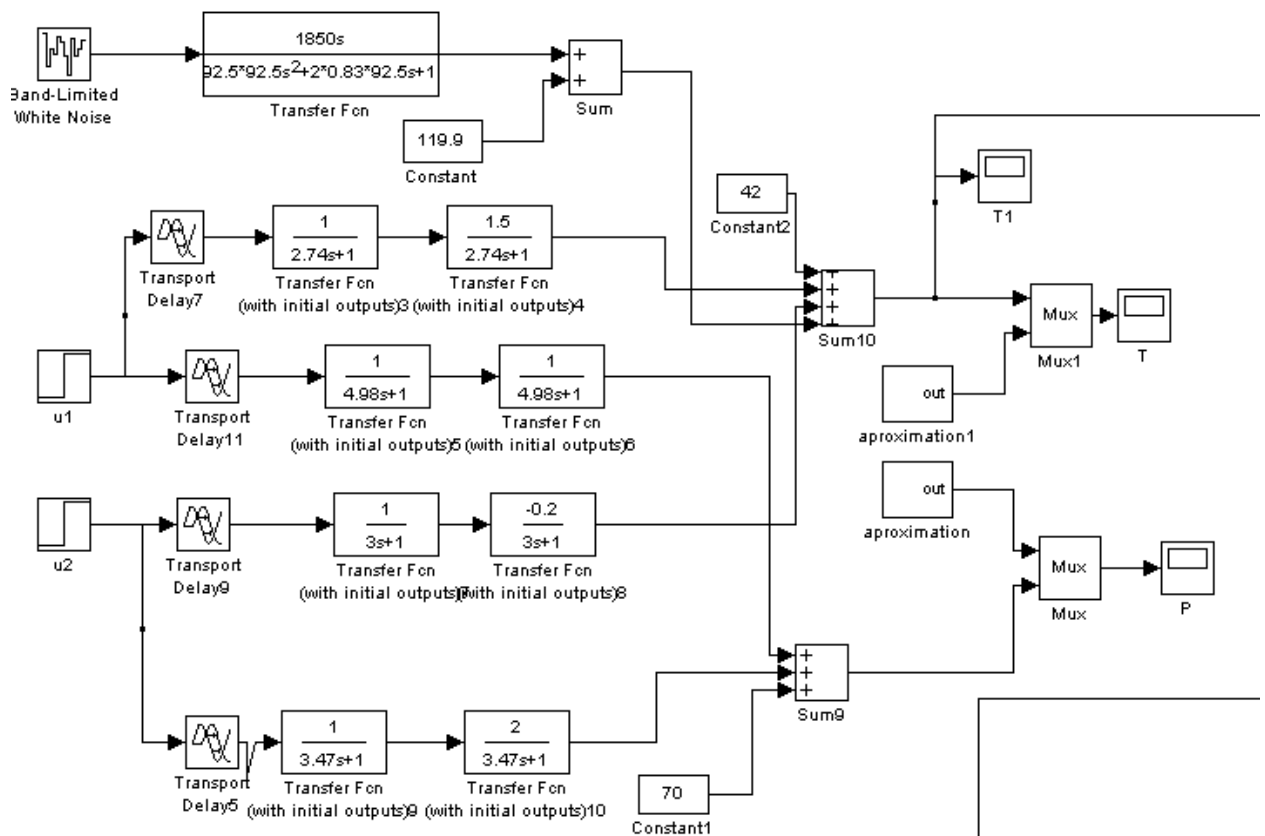 1850s
92.5*92.5s2+2*0.83*92.5s+1
Band-Limited
White Noise
Transfer Fcn
+
+
Sum
119.9
Constant
42
Constant2
T1
1
2.74s+1
1.5
2.74s+1
Transport
Delay7
Transfer Fcn
(with initial outputs)3
Transfer Fcn
(with initial outputs)4
+
+
Sum10
Mux
Mux1
T
u1
Transport
Delay11
1
4.98s+1
1
4.98s+1
Transfer Fcn
(with initial outputs)5
Transfer Fcn
(with initial outputs)6
out
aproximation1
out
aproximation
u2
Transport
Delay9
1
3s+1
-0.2
3s+1
Transfer Fcn
(with initial outputs)
Transfer Fcn
(with initial outputs)8
Mux
Mux
P
+
+
+
Sum9
Transport
Delay5
1
3.47s+1
2
3.47s+1
Transfer Fcn
(with initial outputs)9
Transfer Fcn
(with initial outputs)10
70
Constant1